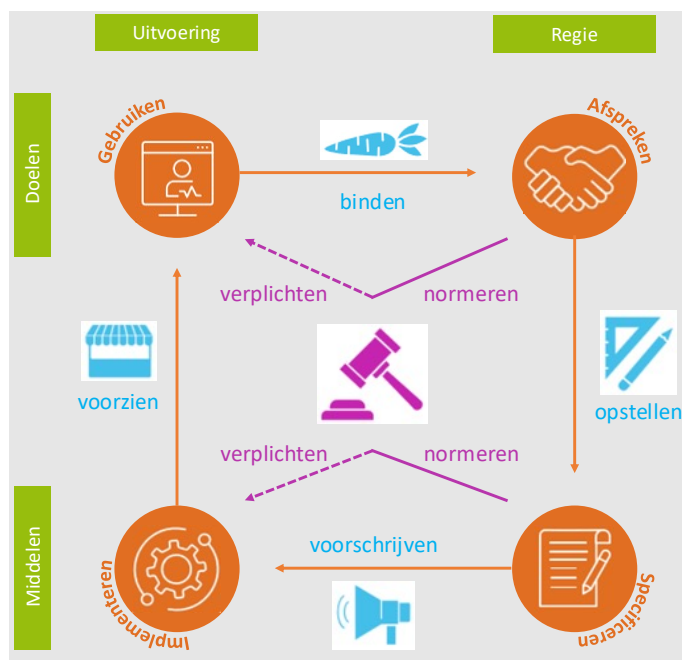 Uitvoering
Regie
Doelen
Gebruiken
Afspreken
binden
verplichten
normeren
voorzien
opstellen
verplichten
normeren
Middelen
Implementeren
voorschrijven
Specificeren